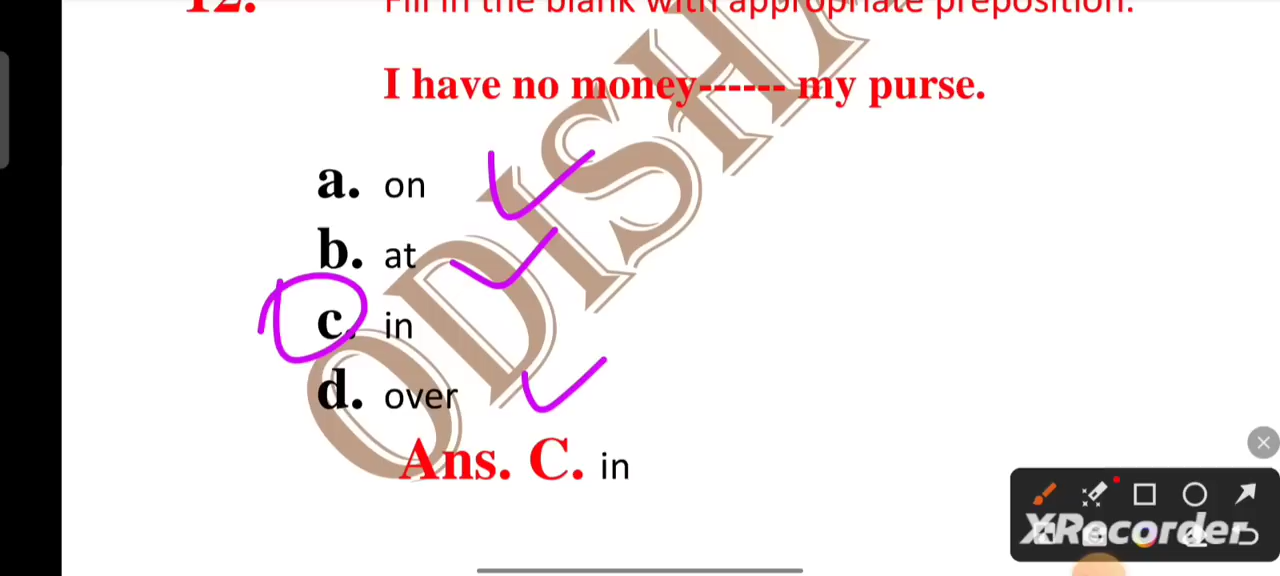 12. Fill in the blank with appropriate preposition.
I have no money------ my purse.
a. on
b. at
c. in
d. over
Ans. C. in
XRecorder